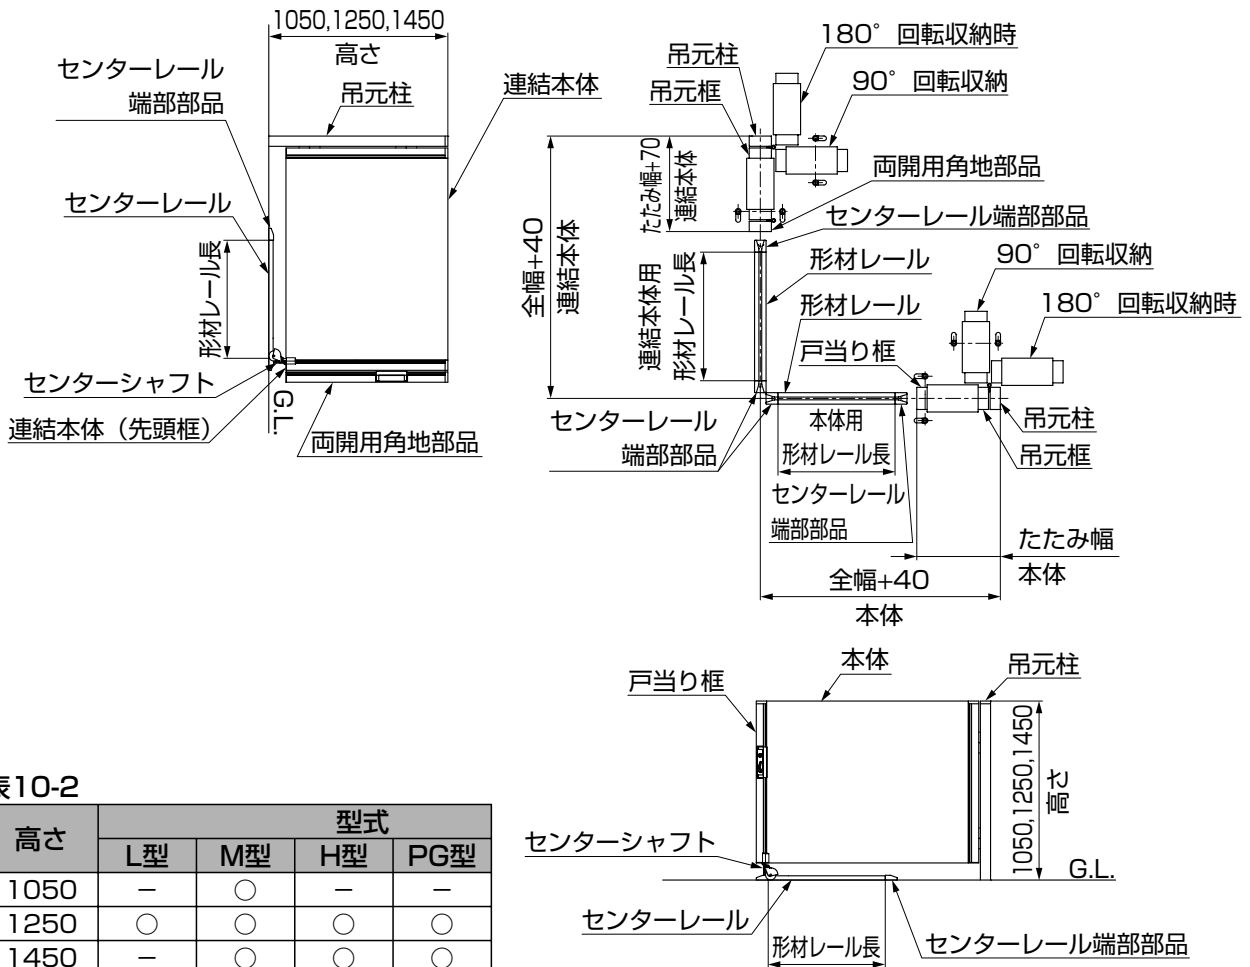 1050,1250,1450
高さ
センターレール
端部部品
吊元柱
連結本体
センターレール
形材レール長
センターシャフト
連結本体（先頭框）
G.L.
両開用角地部品
180° 回転収納時
吊元柱
吊元框
90° 回転収納
たたみ幅+70
連結本体
両開用角地部品
センターレール端部部品
全幅+40
連結本体
連結本体用
形材レール長
形材レール
形材レール
90° 回転収納
180° 回転収納時
戸当り框
センターレール
端部部品
本体用
形材レール長
吊元柱
吊元框
センターレール
端部部品
たたみ幅
本体
全幅+40
本体
本体
吊元柱
戸当り框
1050,1250,1450
高さ
センターシャフト
G.L.
センターレール
形材レール長
センターレール端部部品
表10-2
高さ 型式
L型 M型 H型 PG型
1050 − ○ − −
1250 ○ ○ ○ ○
1450 − ○ ○ ○